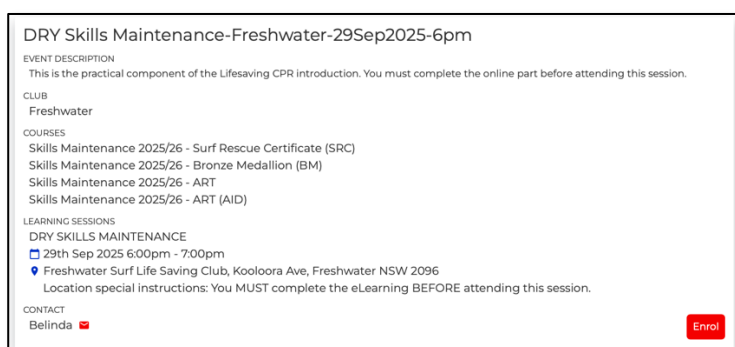 DRY Skills Maintenance-Freshwater-29Sep2025-6pm
EVENT DESCRIPTION
This is the practical component of the Lifesaving CPR introduction. You must complete the online part before attending this session.
CLUB
Freshwater
COURSES
Skills Maintenance 2025/26 - Surf Rescue Certificate (SRC)
Skills Maintenance 2025/26 - Bronze Medallion (BM)
Skills Maintenance 2025/26 - ART
Skills Maintenance 2025/26 - ART (AID)
LEARNING SESSIONS
DRY SKILLS MAINTENANCE
29th Sep 2025 6:00pm - 7:00pm
Freshwater Surf Life Saving Club, Kooloora Ave, Freshwater NSW 2096
Location special instructions: You MUST complete the eLearning BEFORE attending this session.
CONTACT
Belinda
Enrol